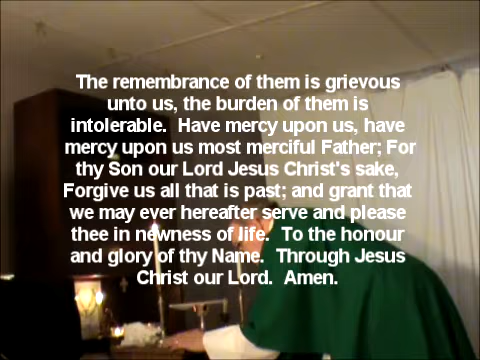 The remembrance of them is grievous
unto us, the burden of them is
intolerable.  Have mercy upon us, have
mercy upon us most merciful Father; For
thy Son our Lord Jesus Christ's sake,
Forgive us all that is past; and grant that
we may ever hereafter serve and please
thee in newness of life.  To the honour
and glory of thy Name.  Through Jesus
Christ our Lord.  Amen.